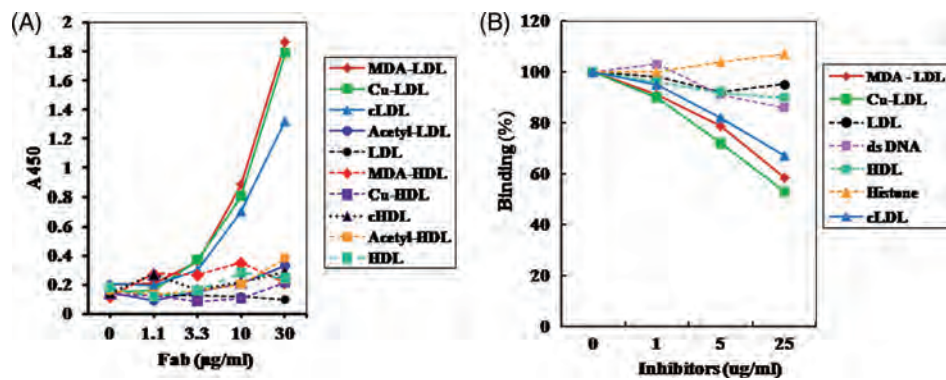 (A)
2
1.8
1.6
1.4
1.2
1
0.8
0.6
0.4
0.2
0
A450
0 1.1 3.3 10 30
Fab (µg/ml)
MDA-LDL
Cu-LDL
cLDL
Acetyl-LDL
LDL
MDA-HDL
Cu-HDL
cHDL
Acetyl-HDL
HDL
(B)
120
100
80
60
40
20
0
Binding (%)
0 1 5 25
Inhibitors (ug/ml)
MDA - LDL
Cu-LDL
LDL
ds DNA
HDL
Histone
cLDL